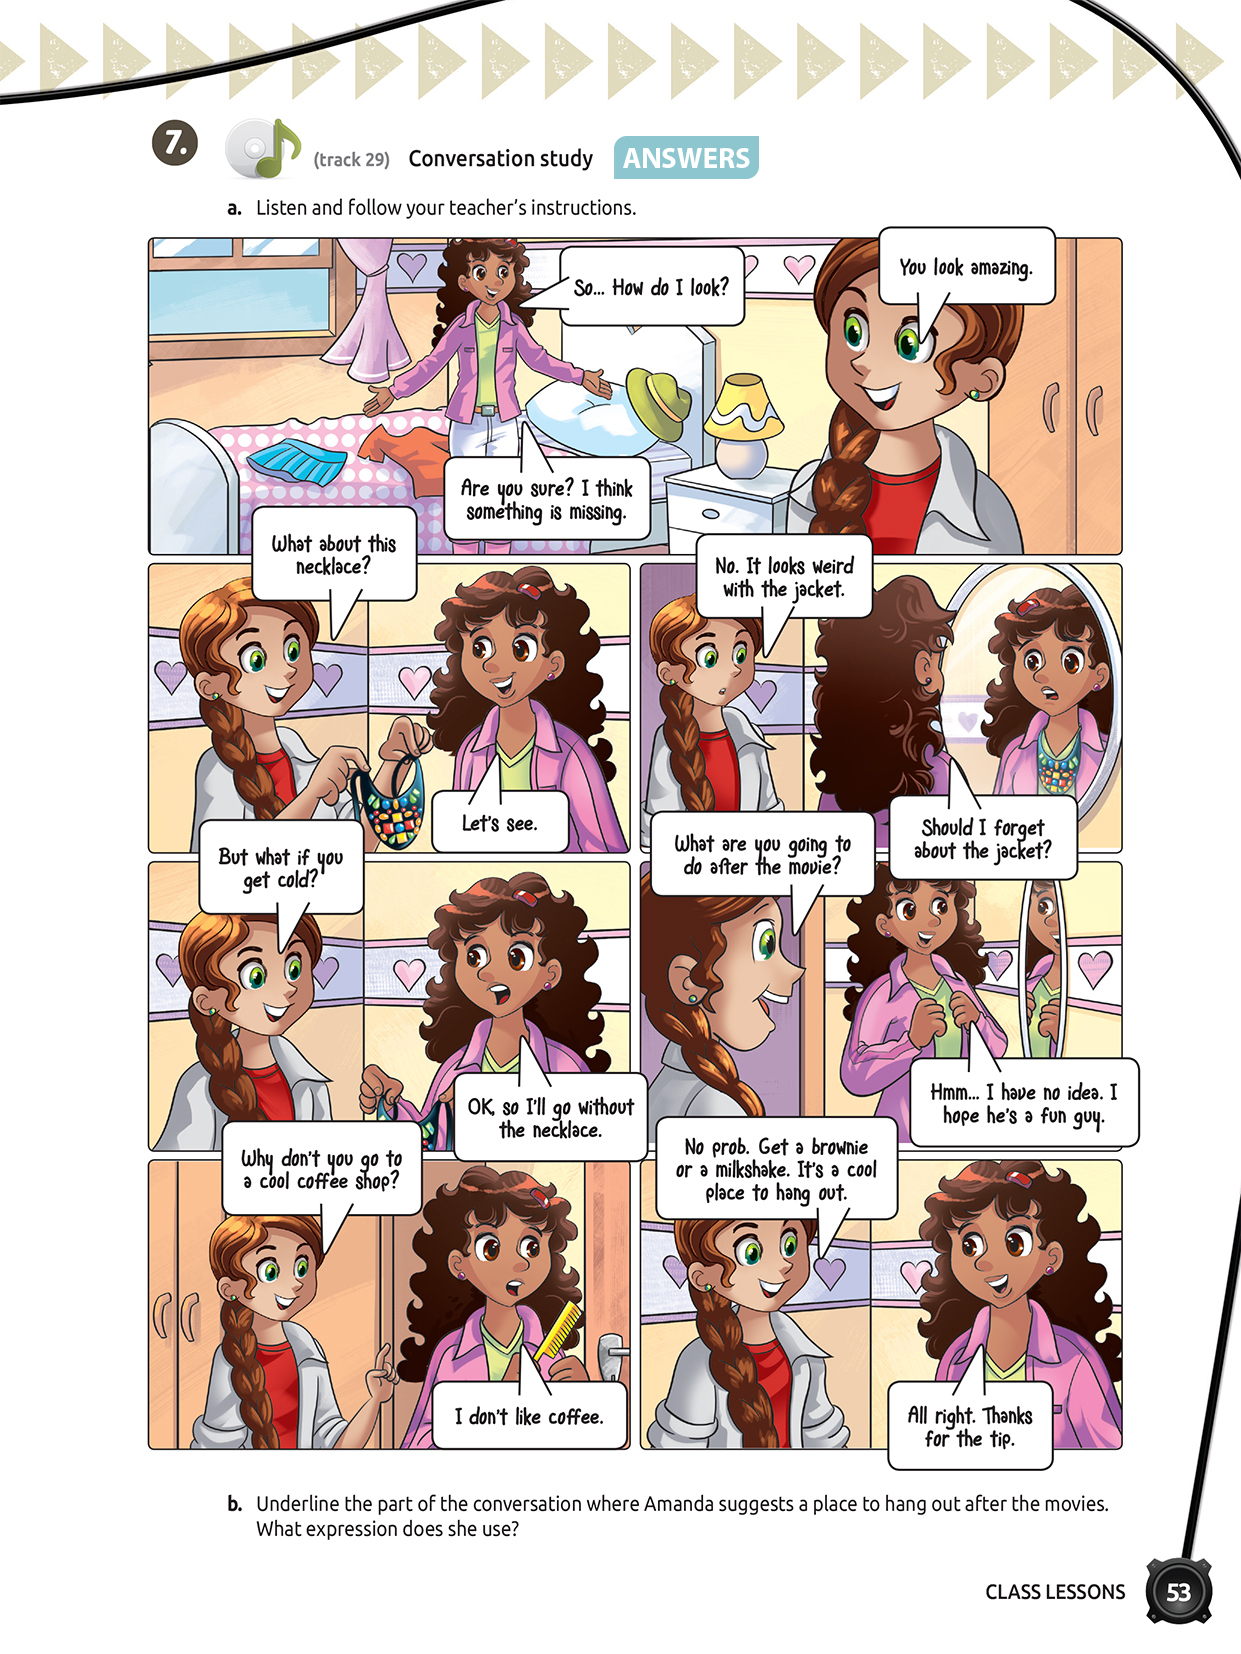 7.
(track 29) Conversation study ANSWERS
a. Listen and follow your teacher's instructions.
So... How do I look?
You look amazing.
Are you sure? I think
something is missing.
What about this
necklace?
Let's see.
No. It looks weird
with the jacket.
Should I forget
about the jacket?
But what if you
get cold?
OK, so I'll go without
the necklace.
What are you going to
do after the movie?
Hmm... I have no idea. I
hope he's a fun guy.
Why don't you go to
a cool coffee shop?
I don't like coffee.
No prob. Get a brownie
or a milkshake. It's a cool
place to hang out.
All right. Thanks
for the tip.
b. Underline the part of the conversation where Amanda suggests a place to hang out after the movies.
What expression does she use?
CLASS LESSONS 53